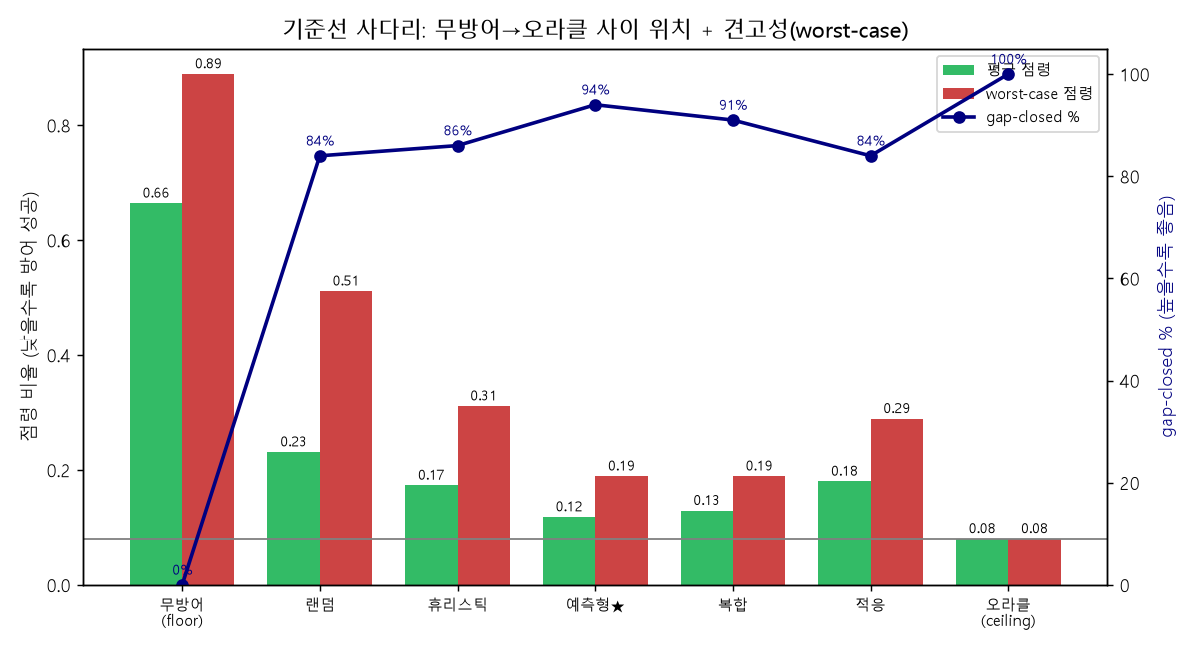 기준선 사다리: 무방어→오라클 사이 위치 + 견고성(worst-case)
점령 비율 (낮을수록 방어 성공)
0.0
0.2
0.4
0.6
0.8
gap-closed % (높을수록 좋음)
0
20
40
60
80
100
평균 점령
worst-case 점령
gap-closed %
0.66
0.89
0%
0.23
0.51
84%
0.17
0.31
86%
0.12
0.19
94%
0.13
0.19
91%
0.18
0.29
84%
0.08
0.08
100%
무방어
(floor)
랜덤
휴리스틱
예측형★
복합
적응
오라클
(ceiling)